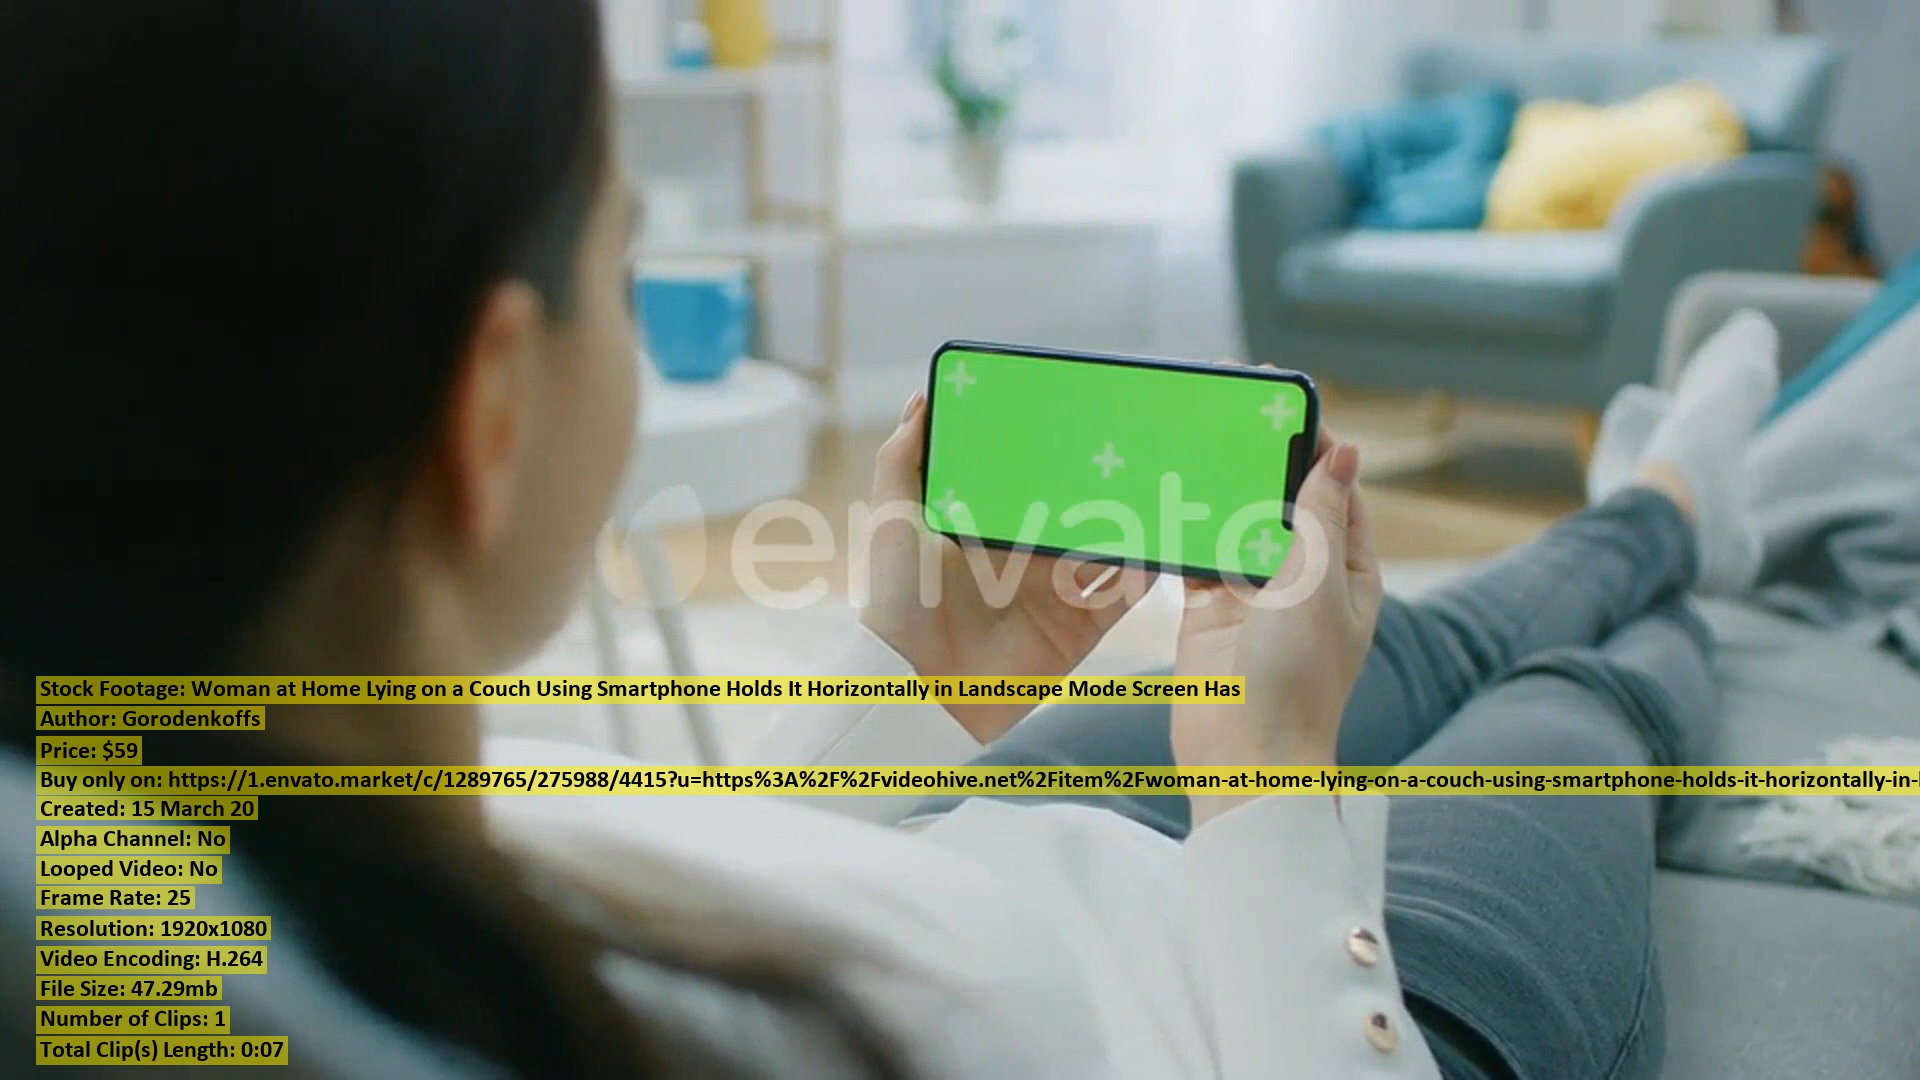 envato
Stock Footage: Woman at Home Lying on a Couch Using Smartphone Holds It Horizontally in Landscape Mode Screen Has
Author: Gorodenkoffs
Price: $59
Buy only on: https://1.envato.market/c/1289765/275988/4415?u=https%3A%2F%2Fvideohive.net%2Fitem%2Fwoman-at-home-lying-on-a-couch-using-smartphone-holds-it-horizontally-in-
Created: 15 March 20
Alpha Channel: No
Looped Video: No
Frame Rate: 25
Resolution: 1920x1080
Video Encoding: H.264
File Size: 47.29mb
Number of Clips: 1
Total Clip(s) Length: 0:07